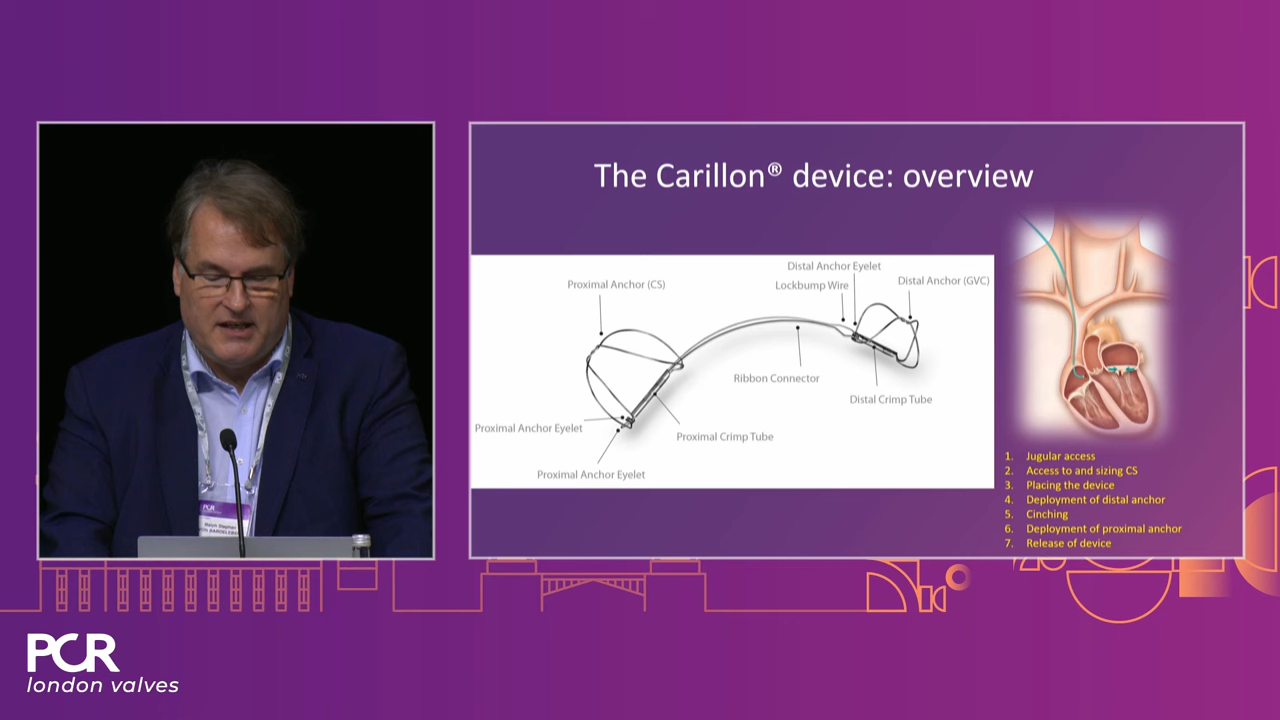 The Carillon® device: overview
Distal Anchor Eyelet
Proximal Anchor (CS)
Lockbump Wire
Distal Anchor (GVC)
Ribbon Connector
Distal Crimp Tube
Proximal Anchor Eyelet
Proximal Crimp Tube
Proximal Anchor Eyelet
1. Jugular access
2. Access to and sizing CS
3. Placing the device
4. Deployment of distal anchor
5. Cinching
6. Deployment of proximal anchor
7. Release of device
PCR
Ralph Stephan
PCR
london valves